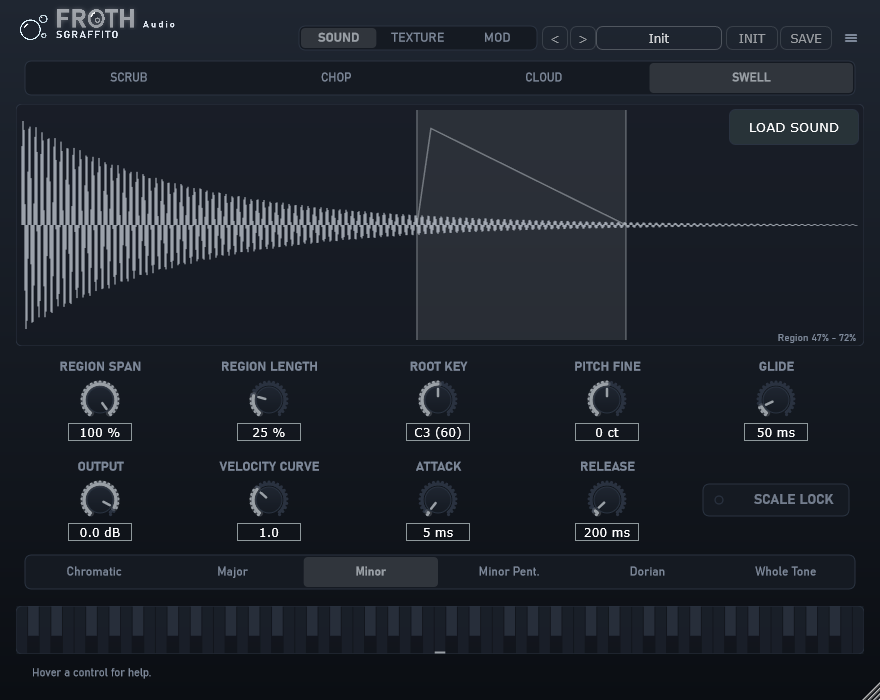 FROTH Audio
SGRAFFITO
SOUND TEXTURE MOD < > Init INIT SAVE
SCRUB CHOP CLOUD SWELL
LOAD SOUND
Region 47% - 72%
REGION SPAN REGION LENGTH ROOT KEY PITCH FINE GLIDE
100 % 25 % C3 (60) 0 ct 50 ms
OUTPUT VELOCITY CURVE ATTACK RELEASE
SCALE LOCK
0.0 dB 1.0 5 ms 200 ms
Chromatic Major Minor Minor Pent. Dorian Whole Tone
Hover a control for help.